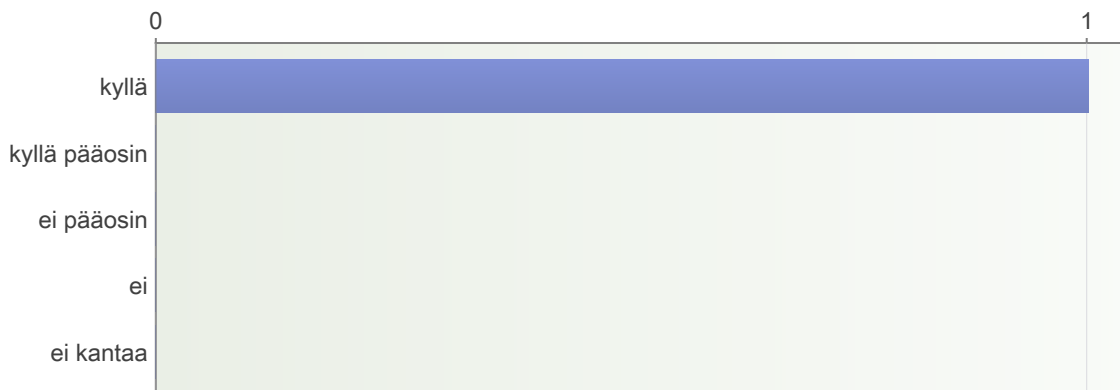 0 1
kyllä
kyllä pääosin
ei pääosin
ei
ei kantaa